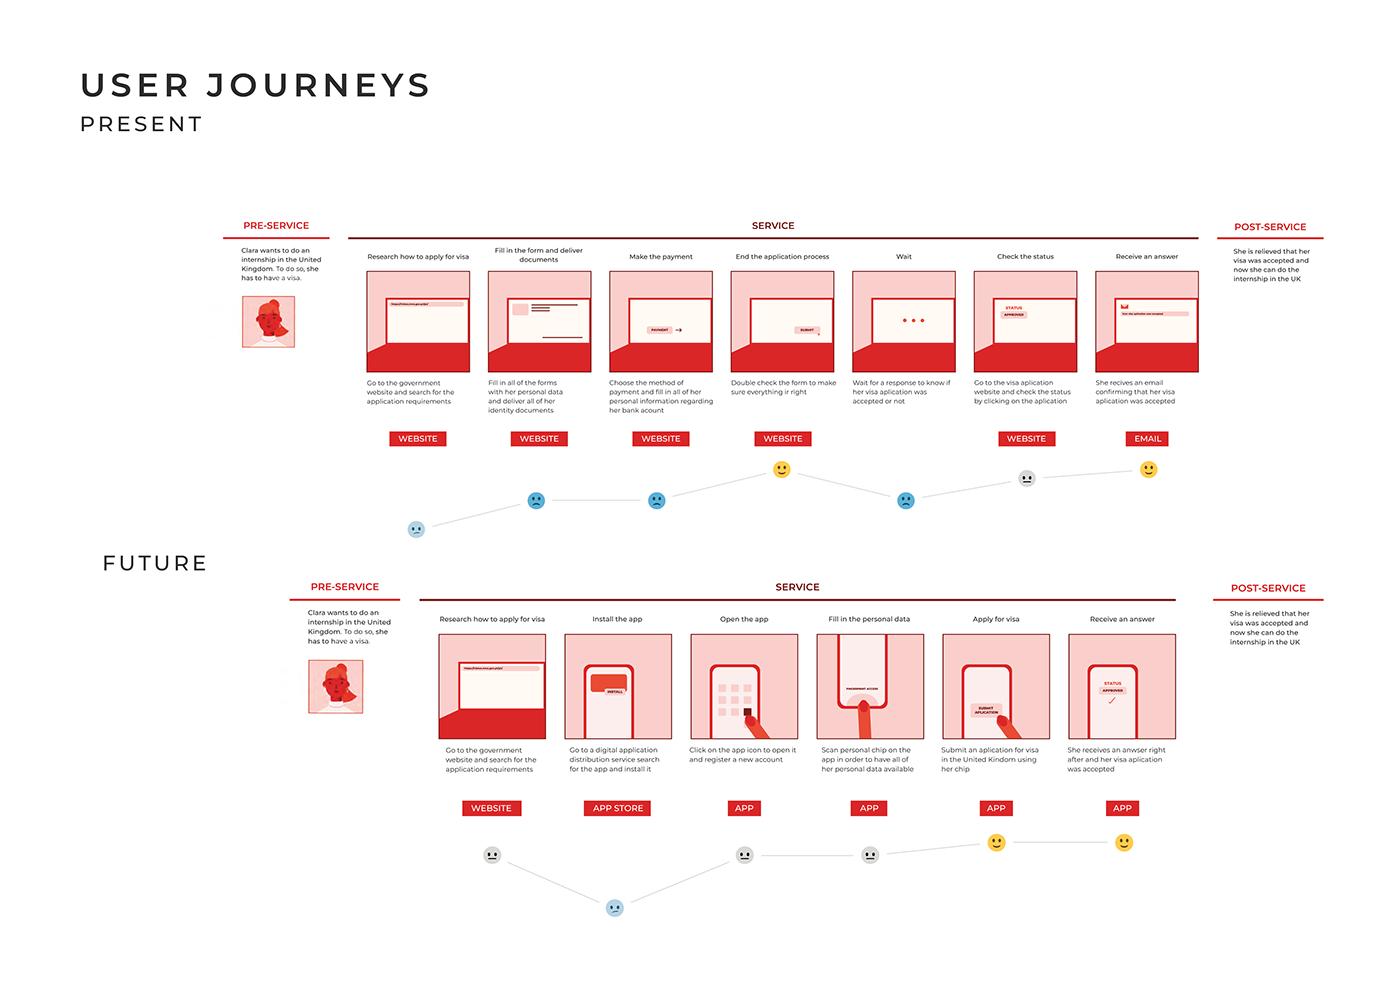 USER JOURNEYS
PRESENT
PRE-SERVICE
Clara wants to do an
internship in the United
Kingdom. To do so, she
has to have a visa.
SERVICE
Research how to apply for visa
Go to the government
website and search for the
application requirements
WEBSITE
Fill in the form and deliver
documents
Fill in all of the forms
with her personal data
and deliver all of her
identity documents
WEBSITE
Make the payment
PAYMENT
Choose the method of
payment and fill in all of her
personal information regarding
her bank acount
WEBSITE
End the application process
SUBMIT
Double check the form to make
sure everything ir right
WEBSITE
Wait
Wait for a response to know if
her visa aplication was
accepted or not
Check the status
STATUS
APPROVED
Go to the visa aplication
website and check the status
by clicking on the aplication
WEBSITE
Receive an answer
She recives an email
confirming that her visa
aplication was accepted
EMAIL
POST-SERVICE
She is relieved that her
visa was accepted and
now she can do the
internship in the UK
FUTURE
PRE-SERVICE
Clara wants to do an
internship in the United
Kingdom. To do so, she
has to have a visa.
SERVICE
Research how to apply for visa
Go to the government
website and search for the
application requirements
WEBSITE
Install the app
INSTALL
Go to a digital application
distribution service search
for the app and install it
APP STORE
Open the app
Click on the app icon to open it
and register a new account
APP
Fill in the personal data
FINGERPRINT ACCESS
Scan personal chip on the
app in order to have all of
her personal data available
APP
Apply for visa
SUBMIT
APLICATION
Submit an aplication for visa
in the United Kintdom using
her chip
APP
Receive an answer
STATUS
APPROVED
She receives an anwser right
after and her visa aplication
was accepted
APP
POST-SERVICE
She is relieved that her
visa was accepted and
now she can do the
internship in the UK